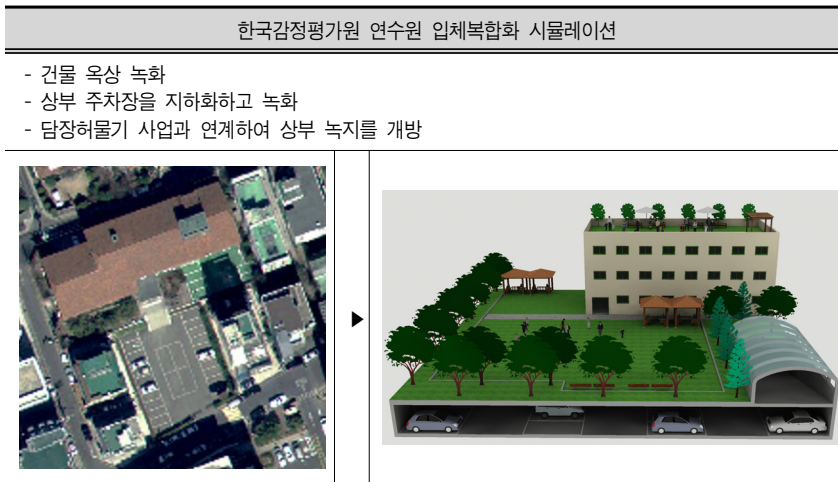 한국감정평가원 연수원 입체복합화 시뮬레이션
- 건물 옥상 녹화
- 상부 주차장을 지하화하고 녹화
- 담장허물기 사업과 연계하여 상부 녹지를 개방